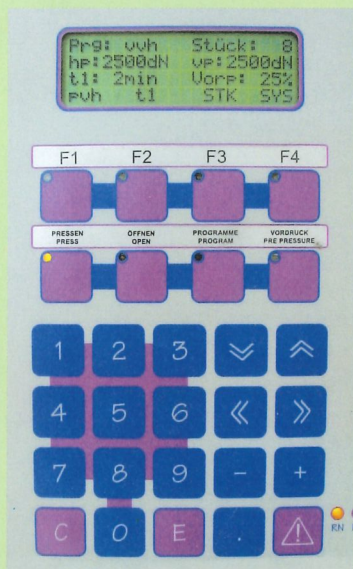 Prg: vvh Stück: 8
hp:2500dN vp:2500dN
t1: 2min Vorp: 25%
pvh t1 STK SYS
F1 F2 F3 F4
PRESSEN ÖFFNEN PROGRAMME VORDRUCK
PRESS OPEN PROGRAM PRE PRESSURE
1 2 3
4 5 6
7 8 9 - +
C 0 E .
RN